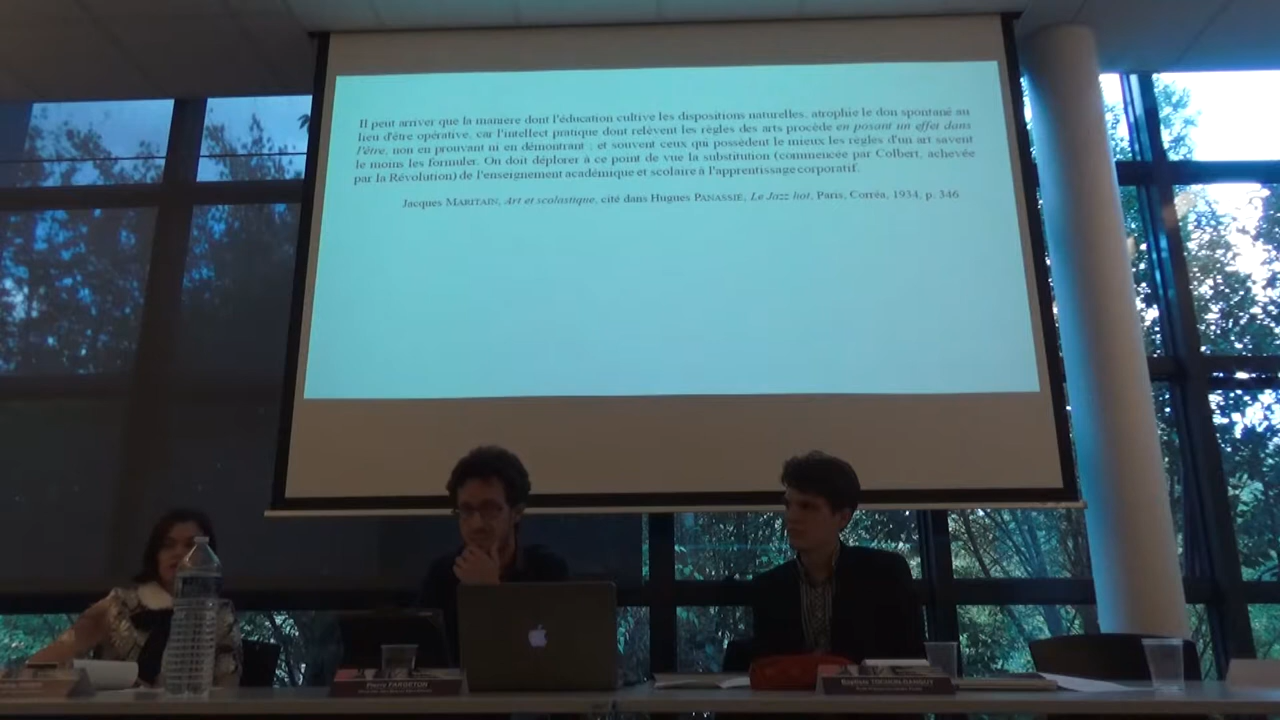 Il peut arriver que la manière dont l'éducation cultive les dispositions naturelles, atrophie le don spontané au
lieu d'être opérative, car l'intellect pratique dont relèvent les règles des arts procède en posant un effet dans
l'être, non en prouvant ni en démontrant ; et souvent ceux qui possèdent le mieux les règles d'un art savent
le moins les formuler. On doit déplorer à ce point de vue la substitution (commencée par Colbert, achevée
par la Révolution) de l'enseignement académique et scolaire à l'apprentissage corporatif.
Jacques MARITAIN, Art et scolastique, cité dans Hugues PANASSIÉ, Le Jazz hot, Paris, Corrêa, 1934, p. 346.
Pierre FARGETON